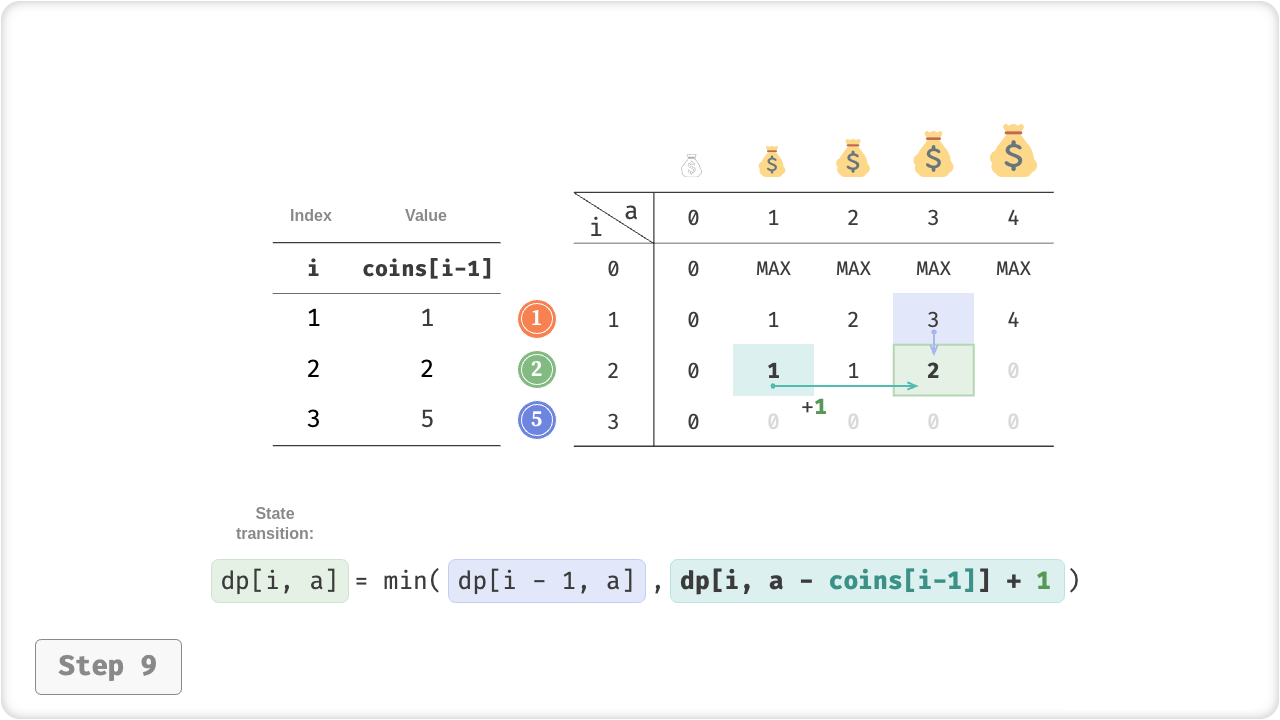 Index Value
i coins[i-1]
1 1
2 2
3 5
1
2
5
$ $ $ $ $
a
i
0 1 2 3 4
0 0 MAX MAX MAX MAX
1 0 1 2 3 4
2 0 1 1 2 0
+1
3 0 0 0 0 0
State
transition:
dp[i, a] = min( dp[i - 1, a] , dp[i, a - coins[i-1]] + 1 )
Step 9